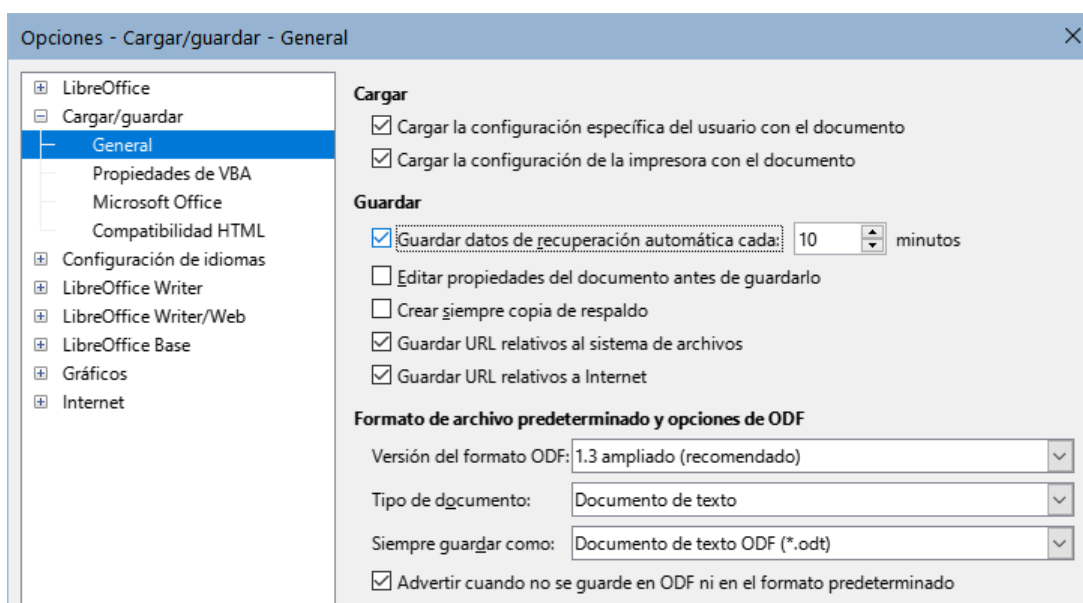 Opciones - Cargar/guardar - General
LibreOffice
Cargar/guardar
General
Propiedades de VBA
Microsoft Office
Compatibilidad HTML
Configuración de idiomas
LibreOffice Writer
LibreOffice Writer/Web
LibreOffice Base
Gráficos
Internet
Cargar
Cargar la configuración específica del usuario con el documento
Cargar la configuración de la impresora con el documento
Guardar
Guardar datos de recuperación automática cada: 10 minutos
Editar propiedades del documento antes de guardarlo
Crear siempre copia de respaldo
Guardar URL relativos al sistema de archivos
Guardar URL relativos a Internet
Formato de archivo predeterminado y opciones de ODF
Versión del formato ODF: 1.3 ampliado (recomendado)
Tipo de documento: Documento de texto
Siempre guardar como: Documento de texto ODF (*.odt)
Advertir cuando no se guarde en ODF ni en el formato predeterminado